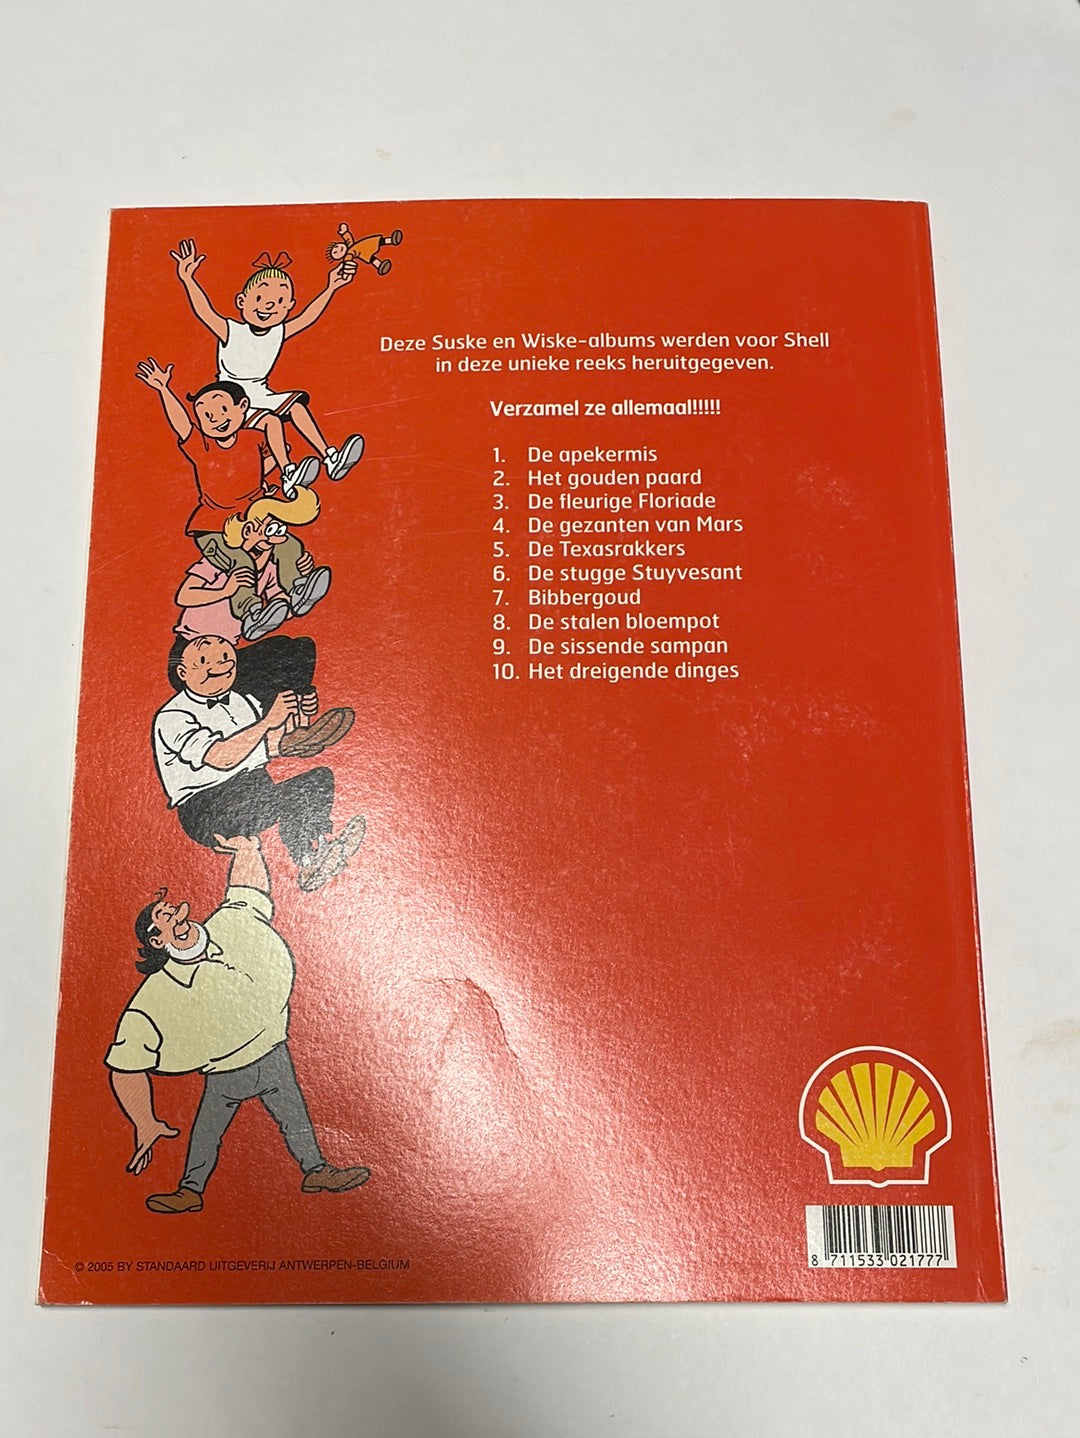 Deze Suske en Wiske-albums werden voor Shell
in deze unieke reeks heruitgegeven.
Verzamel ze allemaal!!!!!
1. De apekermis
2. Het gouden paard
3. De fleurige Floriade
4. De gezanten van Mars
5. De Texasrakkers
6. De stugge Stuyvesant
7. Bibbergoud
8. De stalen bloempot
9. De sissende sampan
10. Het dreigende dinges
8 711533 021777
© 2005 BY STANDAARD UITGEVERIJ ANTWERPEN-BELGIUM